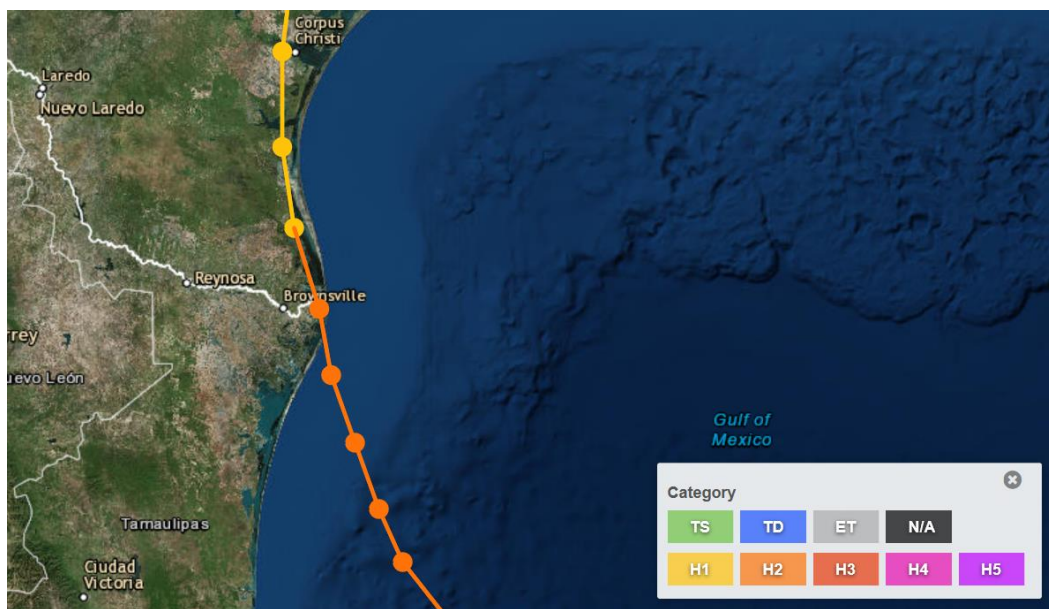 Corpus
Christi
Laredo
Nuevo Laredo
Reynosa
Brownsville
rrey
uevo León
Gulf of
Mexico
Tamaulipas
Ciudad
Victoria
Category
TS TD ET N/A
H1 H2 H3 H4 H5